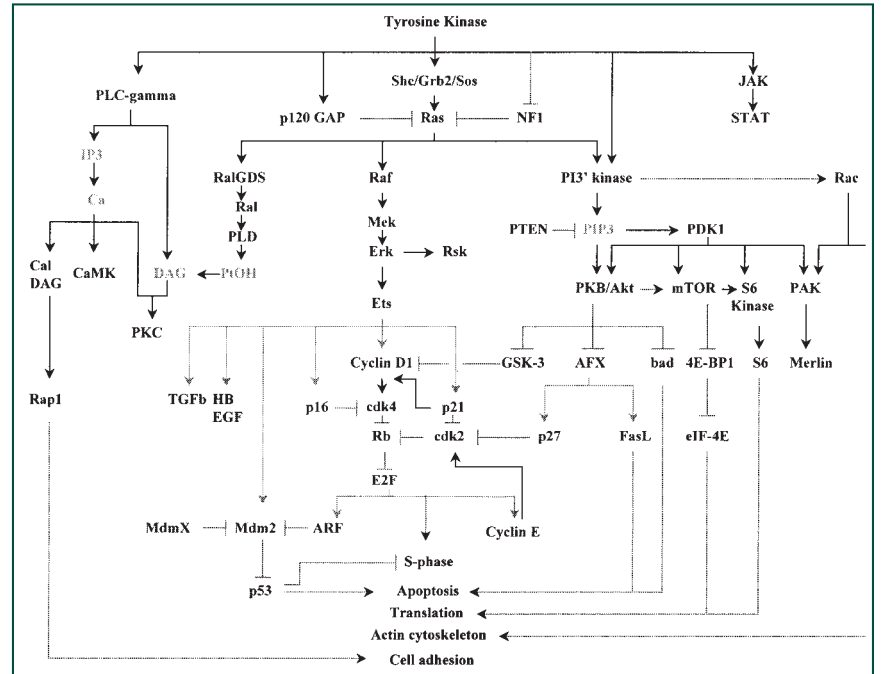 Tyrosine Kinase
Shc/Grb2/Sos
JAK
PLC-gamma
p120 GAP
Ras
NF1
STAT
IP3
RalGDS
Raf
PI3' kinase
Rac
Ca
Ral
Mek
PLD
PTEN
PIP3
PDK1
Erk
Rsk
Cal
DAG
CaMK
DAG
PtOH
PKB/Akt
mTOR
S6
Kinase
PAK
Ets
PKC
Cyclin D1
GSK-3
AFX
bad
4E-BP1
S6
Merlin
Rap1
TGFb
HB
EGF
p16
cdk4
p21
Rb
cdk2
p27
FasL
eIF-4E
E2F
MdmX
Mdm2
ARF
Cyclin E
S-phase
p53
Apoptosis
Translation
Actin cytoskeleton
Cell adhesion